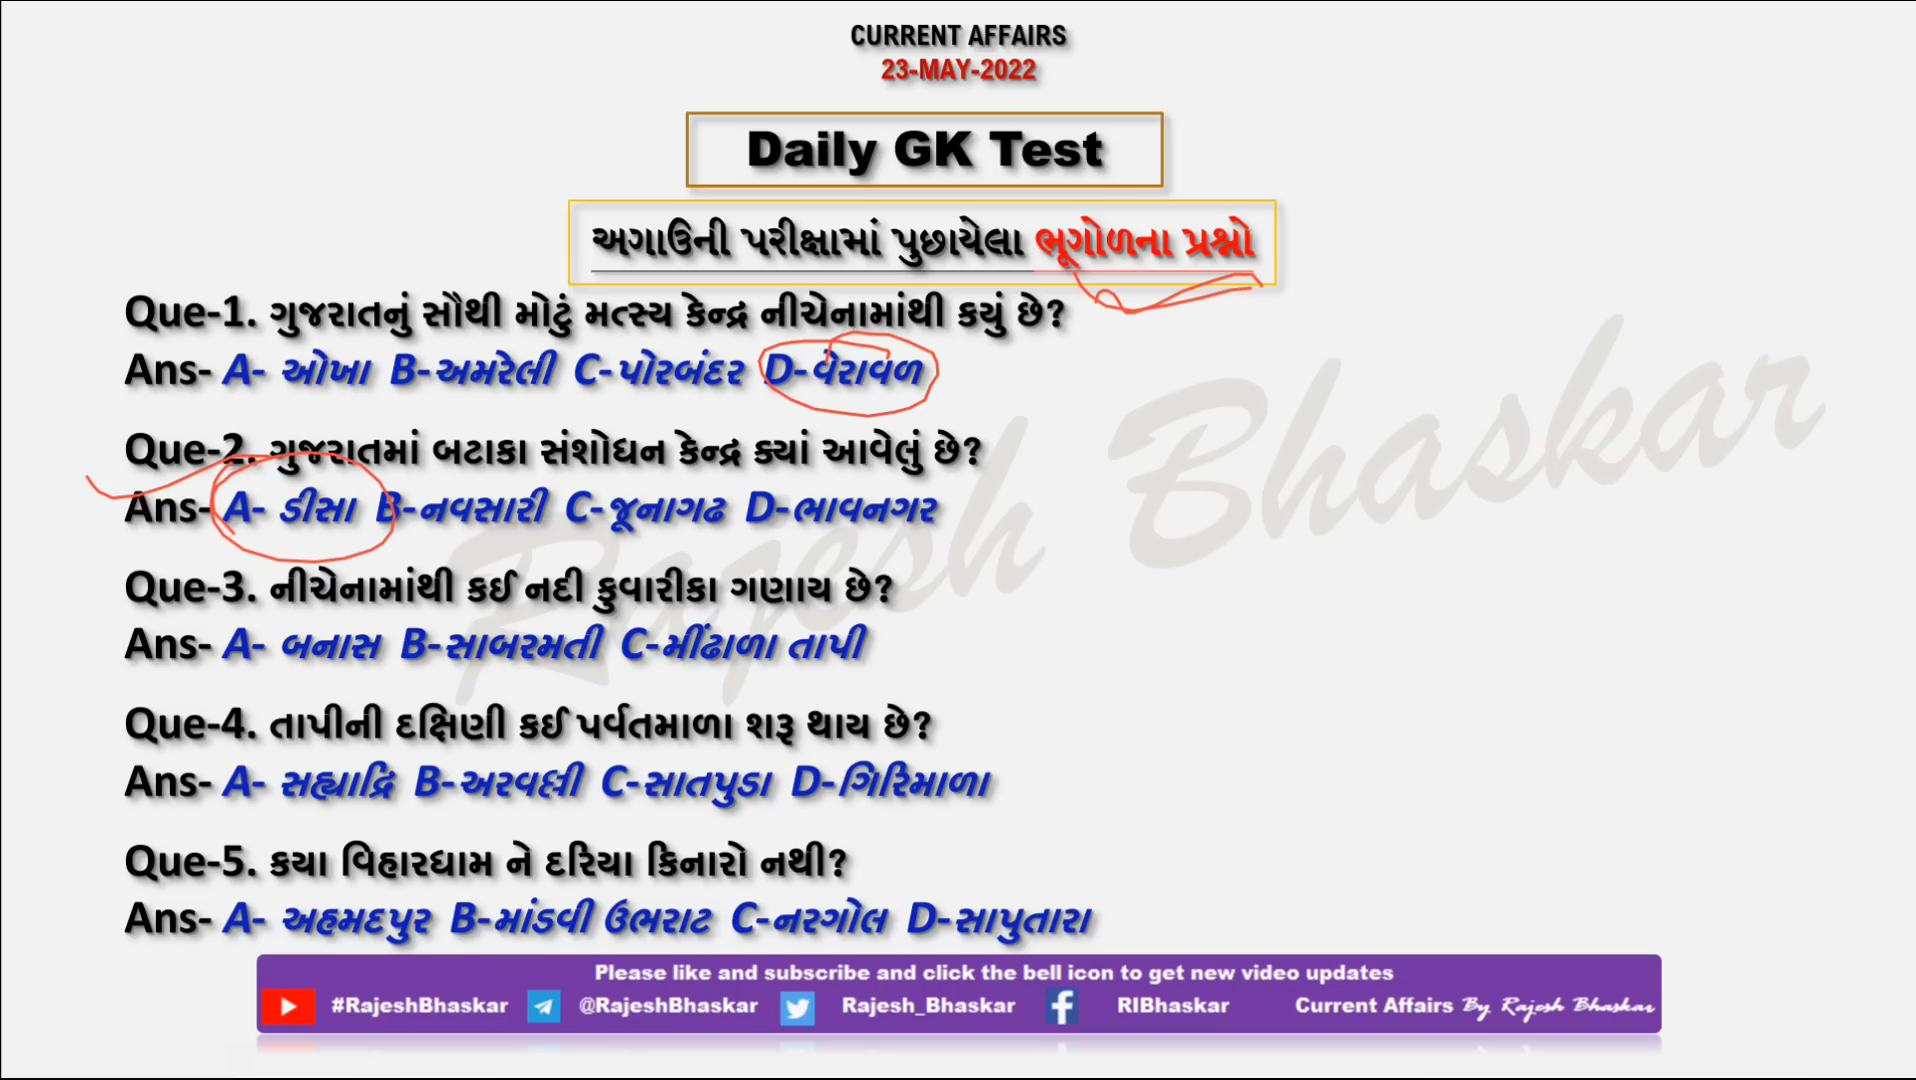 CURRENT AFFAIRS
23-MAY-2022
Daily GK Test
અગાઉની પરીક્ષામાં પુછાયેલા ભૂગોળના પ્રશ્નો
Que-1. ગુજરાતનું સૌથી મોટું મત્સ્ય કેન્દ્ર નીચેનામાંથી કયું છે?
Ans- A- ઓખા B-અમરેલી C-પોરબંદર D-વેરાવળ
Que-2. ગુજરાતમાં બટાકા સંશોધન કેન્દ્ર ક્યાં આવેલું છે?
Ans- A- ડીસા B-નવસારી C-જૂનાગઢ D-ભાવનગર
Que-3. નીચેનામાંથી કઈ નદી કુવારીકા ગણાય છે?
Ans- A- બનાસ B-સાબરમતી C-મીંઢાળા તાપી
Que-4. તાપીની દક્ષિણી કઈ પર્વતમાળા શરૂ થાય છે?
Ans- A- સહ્યાદ્રિ B-અરવલ્લી C-સાતપુડા D-ગિરિમાળા
Que-5. કયા વિહારધામ ને દરિયા કિનારો નથી?
Ans- A- અહમદપુર B-માંડવી ઉભરાટ C-નરગોલ D-સાપુતારા
Rajesh Bhaskar
Please like and subscribe and click the bell icon to get new video updates
#RajeshBhaskar @RajeshBhaskar Rajesh_Bhaskar RIBhaskar Current Affairs By Rajesh Bhaskar